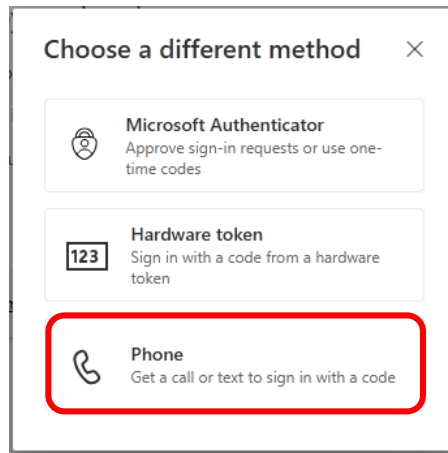 Choose a different method
Microsoft Authenticator
Approve sign-in requests or use one-
time codes
123
Hardware token
Sign in with a code from a hardware
token
Phone
Get a call or text to sign in with a code